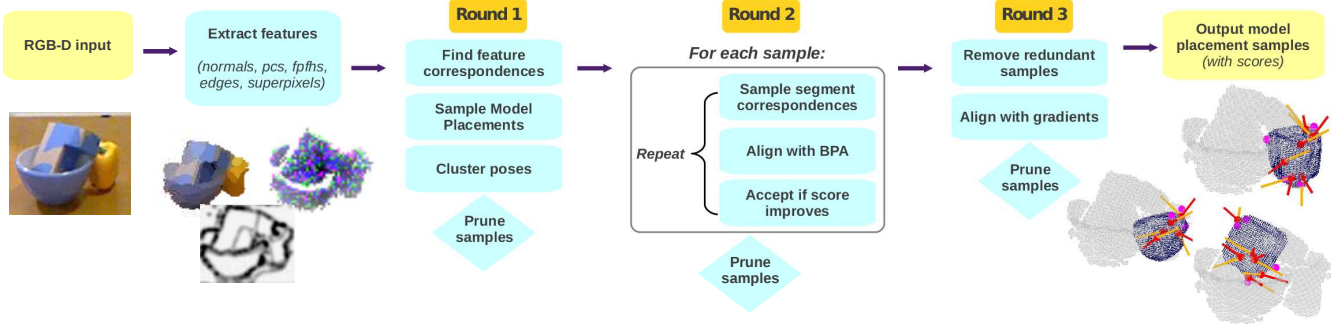 RGB-D input
Extract features
(normals, pcs, fpfhs,
edges, superpixels)
Round 1
Find feature
correspondences
Sample Model
Placements
Cluster poses
Prune
samples
Round 2
For each sample:
Repeat
Sample segment
correspondences
Align with BPA
Accept if score
improves
Prune
samples
Round 3
Remove redundant
samples
Align with gradients
Prune
samples
Output model
placement samples
(with scores)